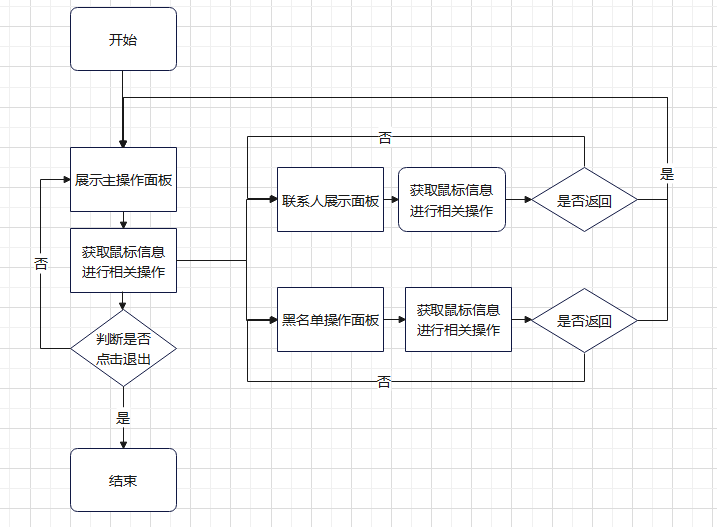 开始
展示主操作面板
获取鼠标信息
进行相关操作
否
判断是否
点击退出
是
结束
否
联系人展示面板
获取鼠标信息
进行相关操作
是否返回
是
黑名单操作面板
获取鼠标信息
进行相关操作
是否返回
否